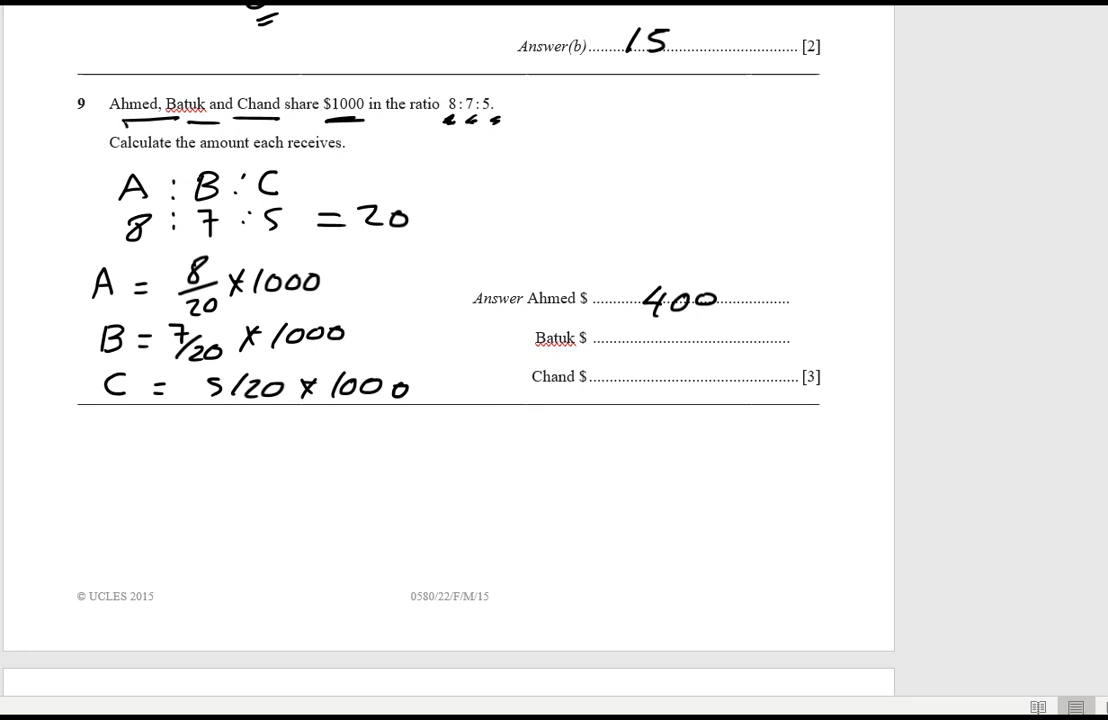 Answer(b) 15 [2]
9 Ahmed, Batuk and Chand share $1000 in the ratio 8 : 7 : 5.
Calculate the amount each receives.
A : B : C
8 : 7 : 5 = 20
A = 8/20 × 1000
Answer Ahmed $ 400
B = 7/20 × 1000
Batuk $
C = 5/20 × 1000
Chand $ [3]
© UCLES 2015 0580/22/F/M/15